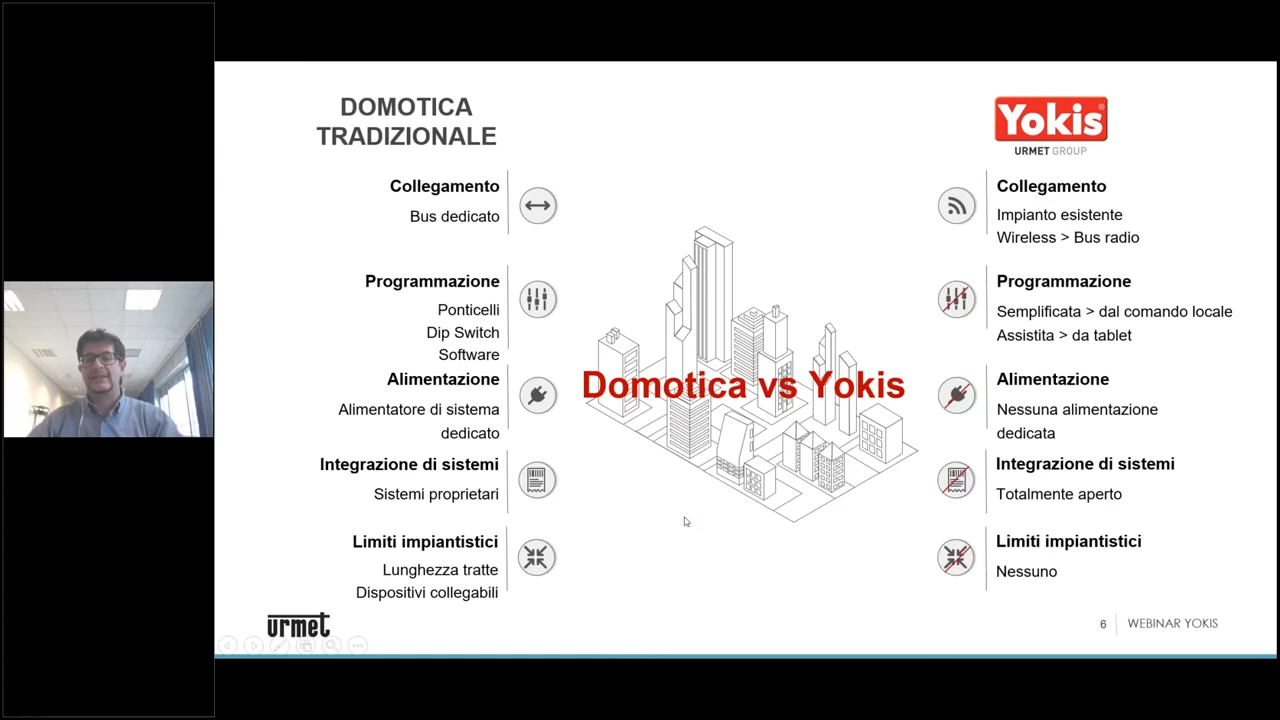 DOMOTICA
TRADIZIONALE
Collegamento
Bus dedicato
Programmazione
Ponticelli
Dip Switch
Software
Alimentazione
Alimentatore di sistema
dedicato
Integrazione di sistemi
Sistemi proprietari
Limiti impiantistici
Lunghezza tratte
Dispositivi collegabili
Domotica vs Yokis
Yokis®
URMET GROUP
Collegamento
Impianto esistente
Wireless > Bus radio
Programmazione
Semplificata > dal comando locale
Assistita > da tablet
Alimentazione
Nessuna alimentazione
dedicata
Integrazione di sistemi
Totalmente aperto
Limiti impiantistici
Nessuno
urmet
6
WEBINAR YOKIS